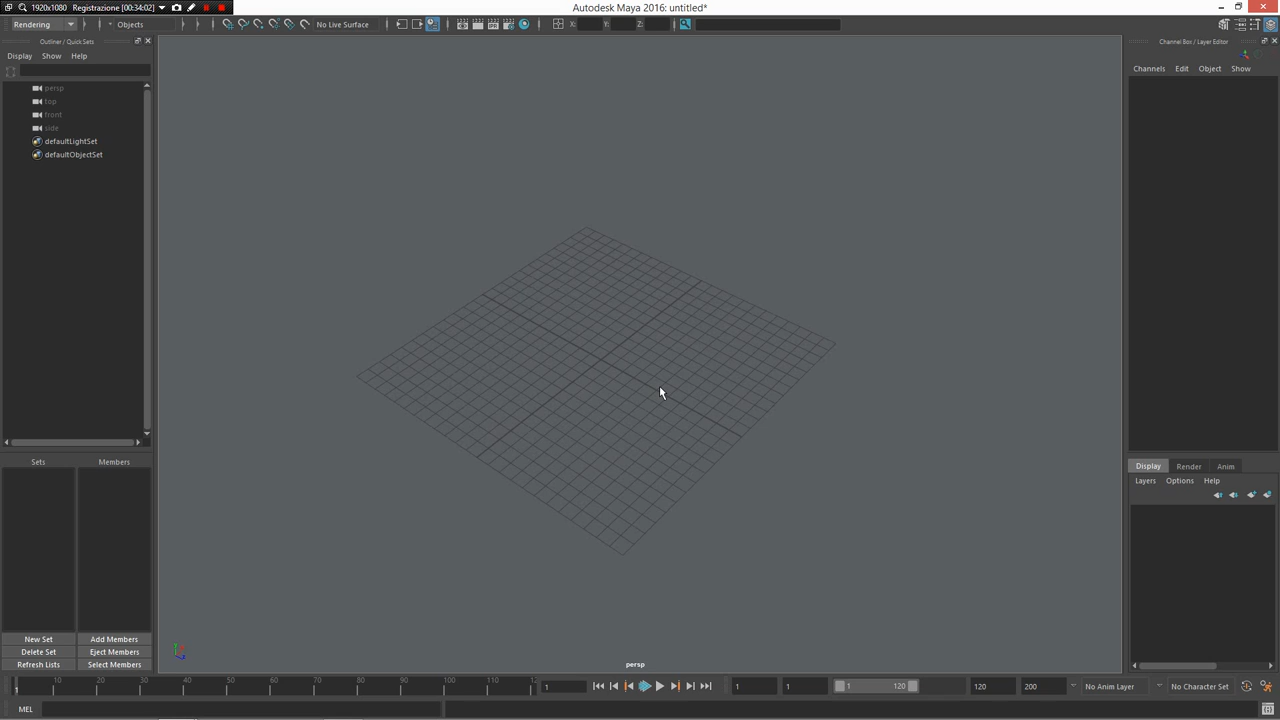 1920x1080 Registrazione [00:34:02]
Autodesk Maya 2016: untitled*
Rendering Objects No Live Surface X: Y: Z:
Outliner / Quick Sets
Channel Box / Layer Editor
Display Show Help
Channels Edit Object Show
persp
top
front
side
defaultLightSet
defaultObjectSet
Sets Members
Display Render Anim
Layers Options Help
New Set Add Members
Delete Set Eject Members
Refresh Lists Select Members
persp
10 20 30 40 50 60 70 80 90 100 110 12
1 1 1 1 120 120 200 No Anim Layer No Character Set
MEL